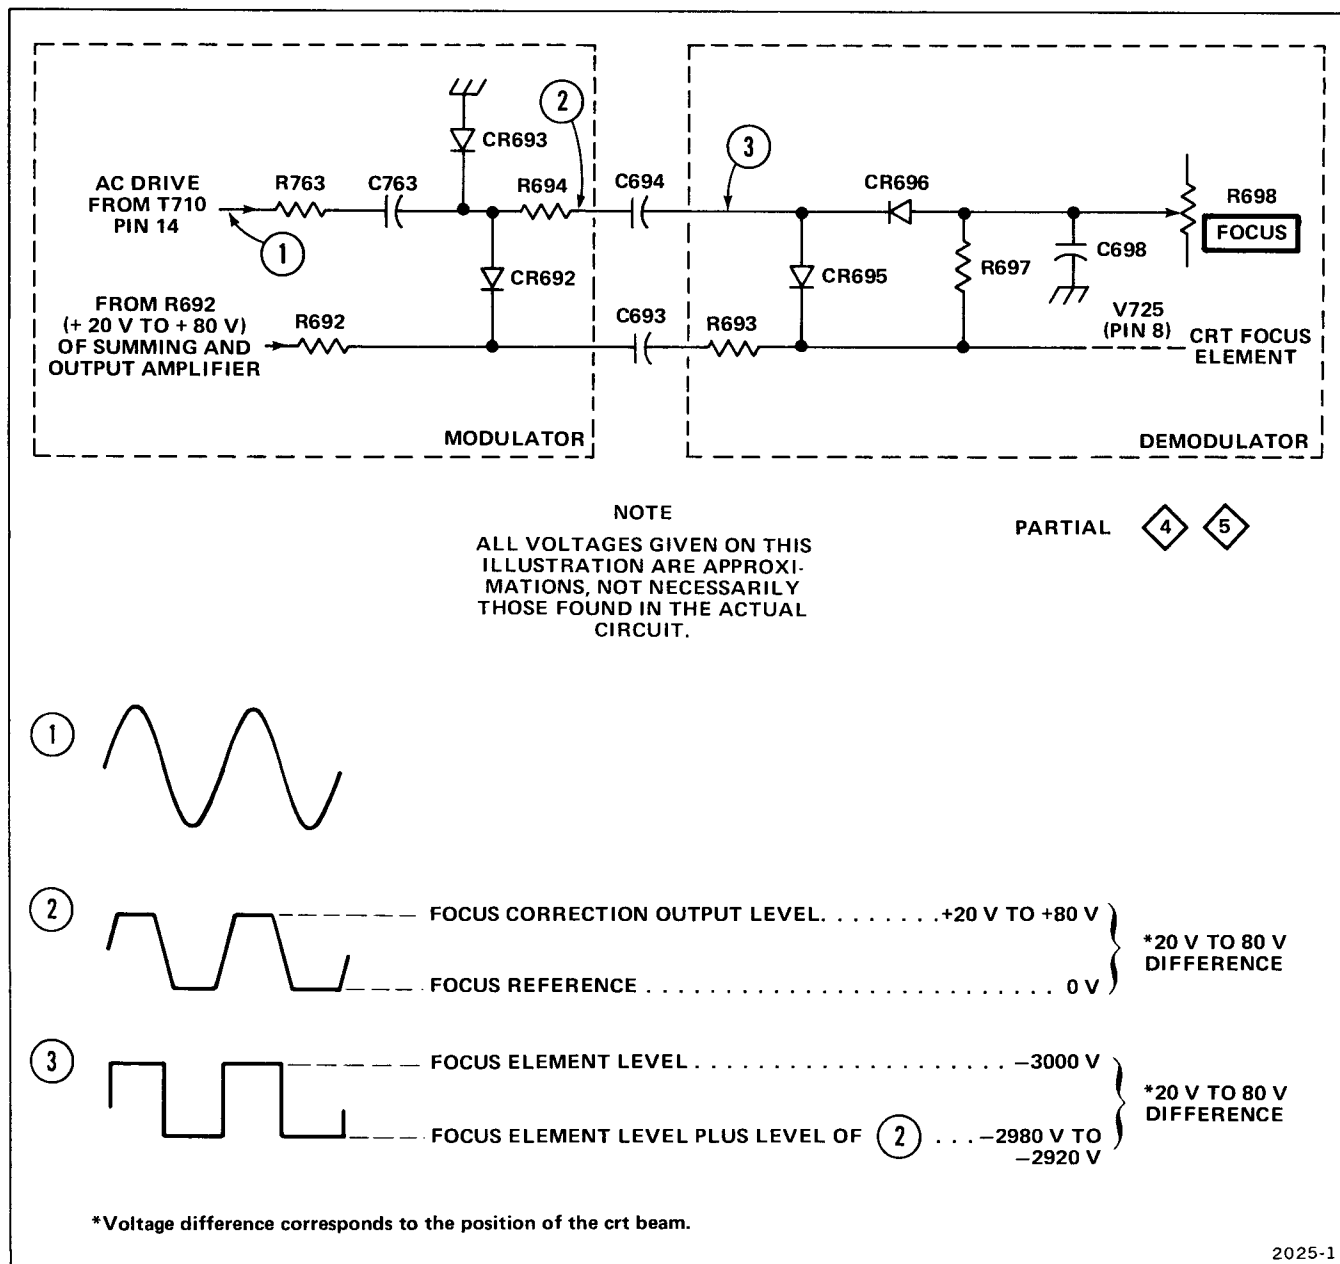 AC DRIVE
FROM T710
PIN 14
1
R763
C763
CR693
R694
2
C694
3
CR696
R698
FOCUS
CR692
CR695
R697
C698
FROM R692
(+ 20 V TO + 80 V)
OF SUMMING AND
OUTPUT AMPLIFIER
R692
C693
R693
V725
(PIN 8)
CRT FOCUS
ELEMENT
MODULATOR
DEMODULATOR
NOTE
ALL VOLTAGES GIVEN ON THIS
ILLUSTRATION ARE APPROXI-
MATIONS, NOT NECESSARILY
THOSE FOUND IN THE ACTUAL
CIRCUIT.
PARTIAL 4 5
1
2
FOCUS CORRECTION OUTPUT LEVEL. . . . . . . . +20 V TO +80 V
FOCUS REFERENCE . . . . . . . . . . . . . . . . . . . . . . . . . . . 0 V
*20 V TO 80 V
DIFFERENCE
3
FOCUS ELEMENT LEVEL . . . . . . . . . . . . . . . . . . . . . –3000 V
FOCUS ELEMENT LEVEL PLUS LEVEL OF 2 . . . –2980 V TO
–2920 V
*20 V TO 80 V
DIFFERENCE
*Voltage difference corresponds to the position of the crt beam.
2025-1